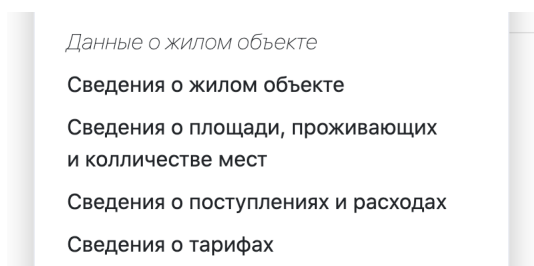 Данные о жилом объекте
Сведения о жилом объекте
Сведения о площади, проживающих
и колличестве мест
Сведения о поступлениях и расходах
Сведения о тарифах